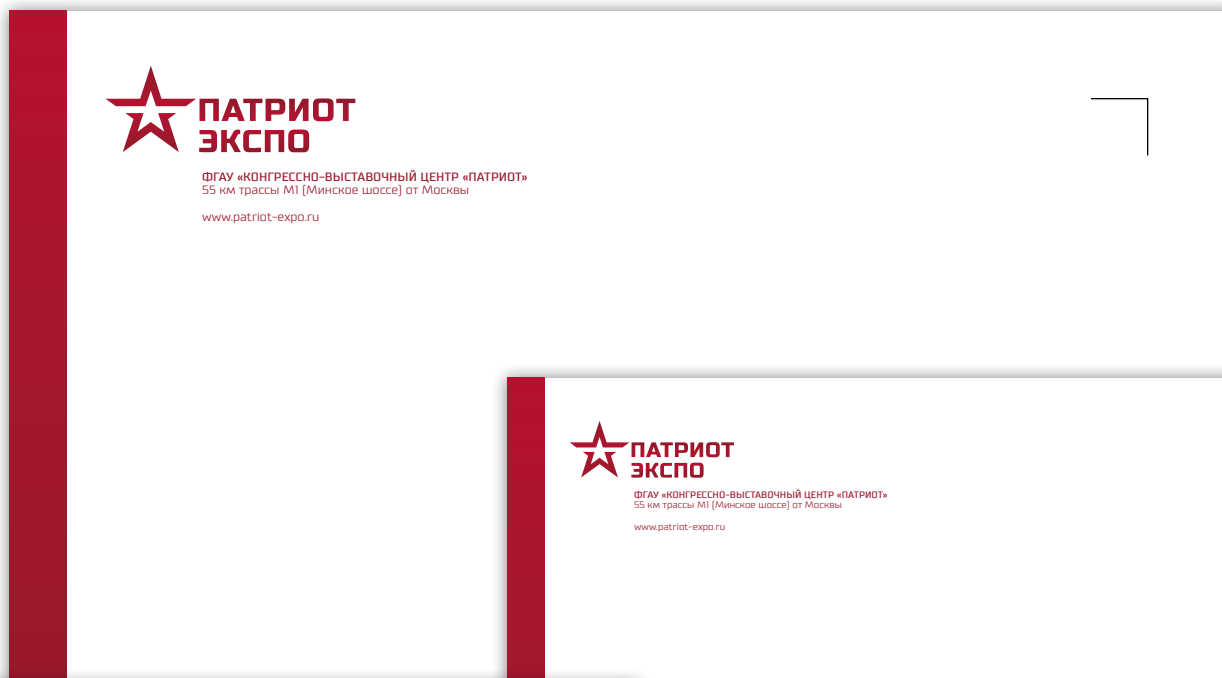 ПАТРИОТ
ЭКСПО
ФГАУ «КОНГРЕССНО-ВЫСТАВОЧНЫЙ ЦЕНТР «ПАТРИОТ»
55 км трассы М1 (Минское шоссе) от Москвы
www.patriot-expo.ru
ПАТРИОТ
ЭКСПО
ФГАУ «КОНГРЕССНО-ВЫСТАВОЧНЫЙ ЦЕНТР «ПАТРИОТ»
55 км трассы М1 (Минское шоссе) от Москвы
www.patriot-expo.ru